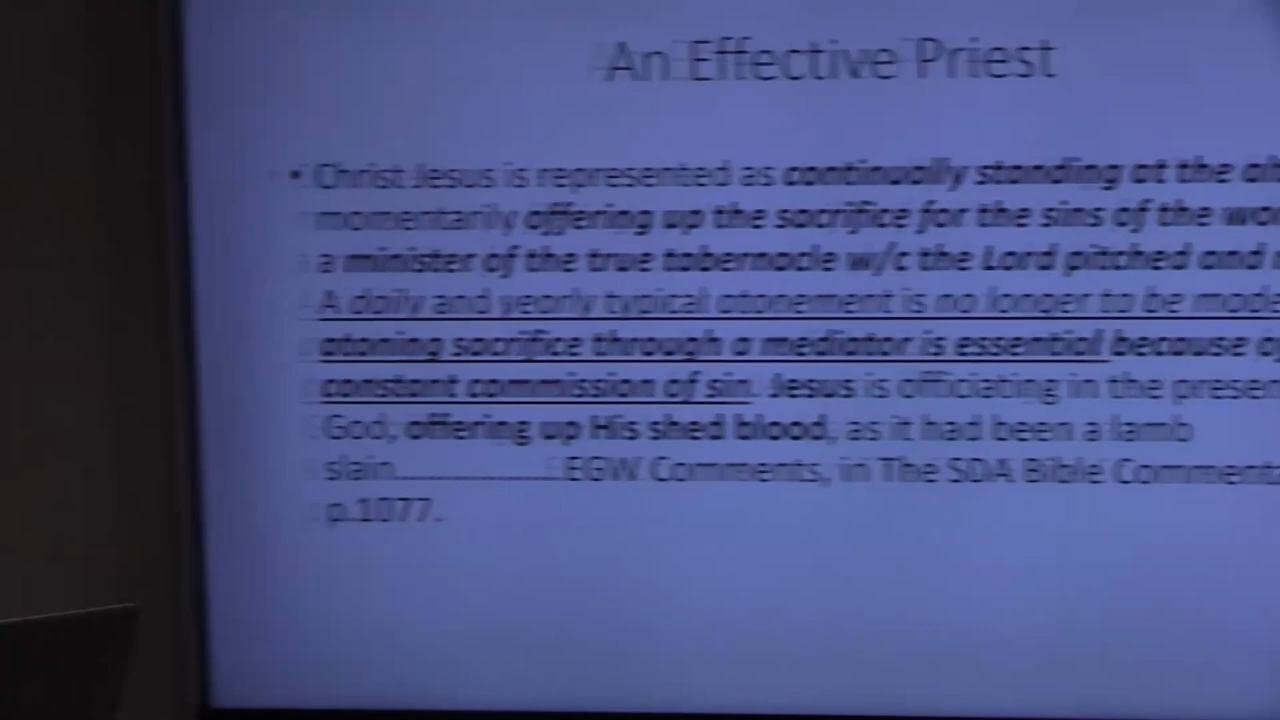 An Effective Priest
• Christ Jesus is represented as continually standing at the
momentarily offering up the sacrifice for the sins of the
a minister of the true tabernacle w/c the Lord pitched and
A daily and yearly typical atonement is no longer to be made
atoning sacrifice through a mediator is essential because
constant commission of sin. Jesus is officiating in the
God, offering up His shed blood, as it had been a lamb
slain....................EGW Comments, in The SDA Bible
p.1077.